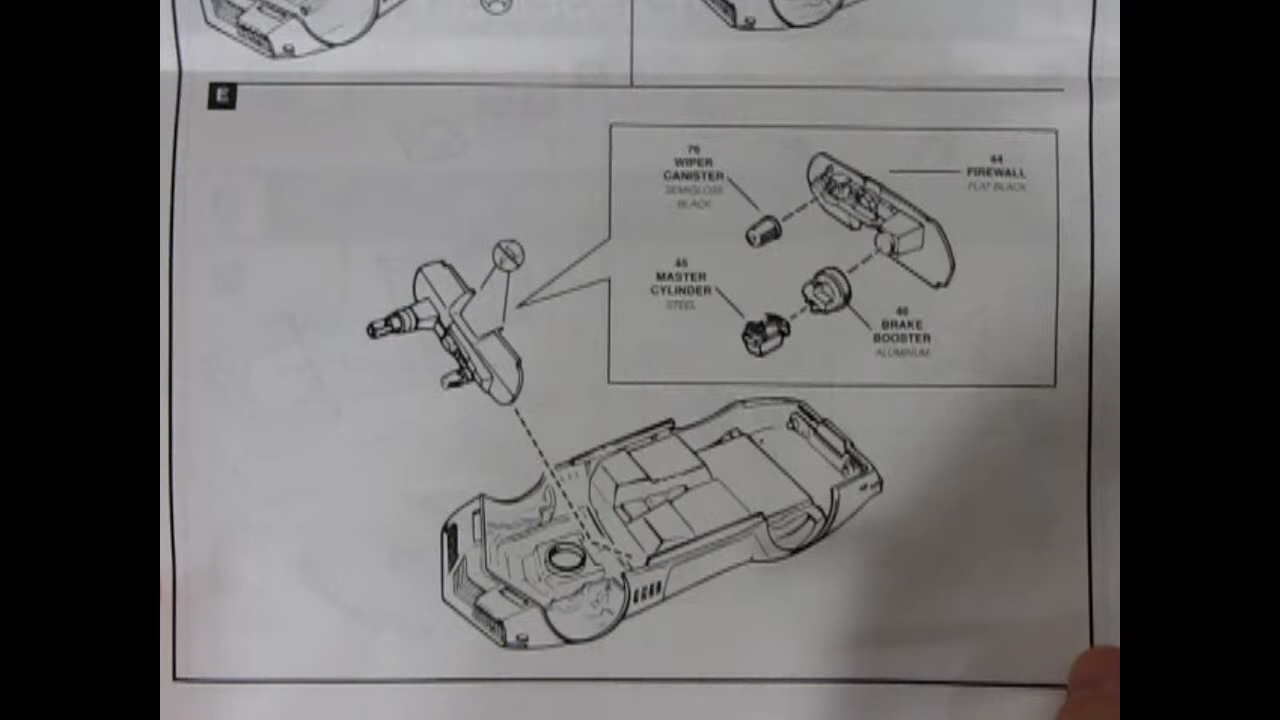 E
76
WIPER
CANISTER
SEMIGLOSS
BLACK
44
FIREWALL
FLAT BLACK
45
MASTER
CYLINDER
STEEL
46
BRAKE
BOOSTER
ALUMINUM